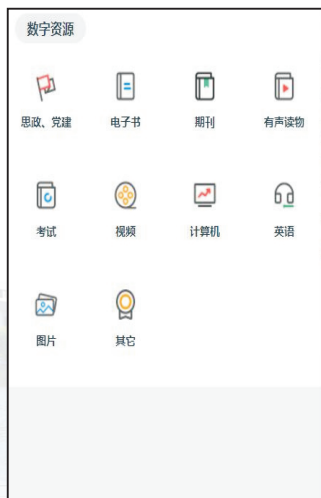 数字资源
思政、党建 电子书 期刊 有声读物
考试 视频 计算机 英语
图片 其它